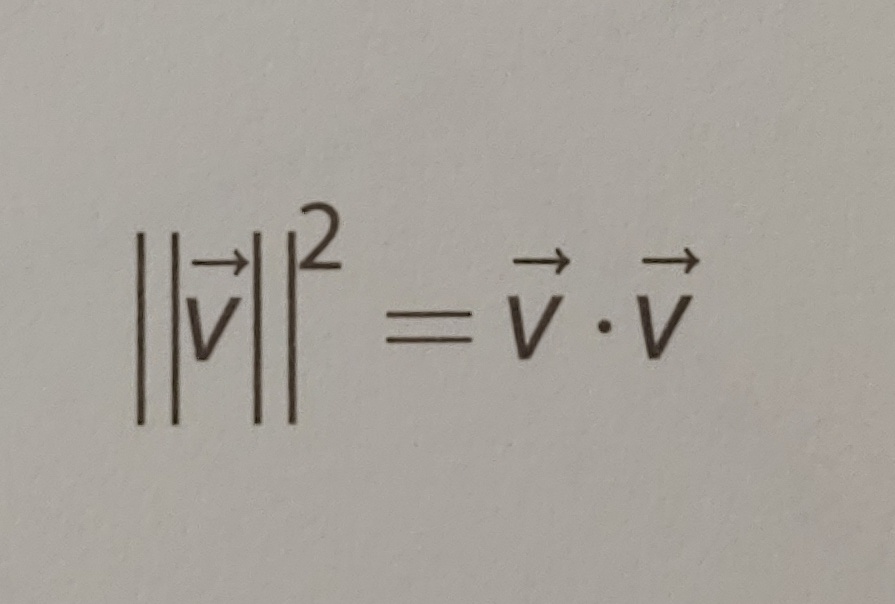 ||v⃗||² = v⃗ · v⃗